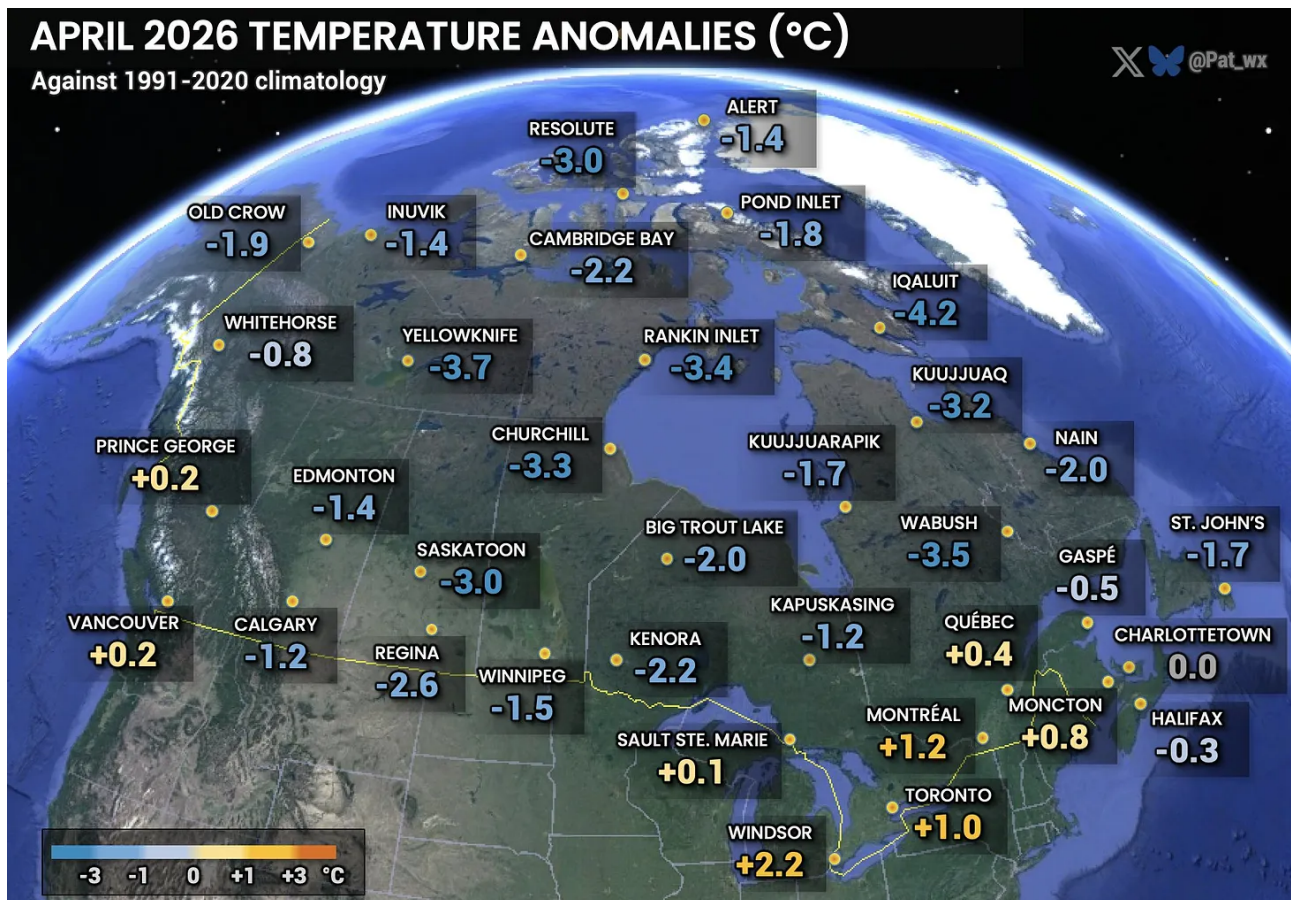 APRIL 2026 TEMPERATURE ANOMALIES (°C)
Against 1991-2020 climatology
@Pat_wx
ALERT
-1.4
RESOLUTE
-3.0
POND INLET
-1.8
OLD CROW
-1.9
INUVIK
-1.4
CAMBRIDGE BAY
-2.2
IQALUIT
-4.2
WHITEHORSE
-0.8
YELLOWKNIFE
-3.7
RANKIN INLET
-3.4
KUUJJUAQ
-3.2
PRINCE GEORGE
+0.2
CHURCHILL
-3.3
KUUJJUARAPIK
-1.7
NAIN
-2.0
EDMONTON
-1.4
SASKATOON
-3.0
BIG TROUT LAKE
-2.0
WABUSH
-3.5
ST. JOHN'S
-1.7
GASPÉ
-0.5
VANCOUVER
+0.2
CALGARY
-1.2
REGINA
-2.6
WINNIPEG
-1.5
KENORA
-2.2
KAPUSKASING
-1.2
QUÉBEC
+0.4
CHARLOTTETOWN
0.0
MONCTON
+0.8
HALIFAX
-0.3
SAULT STE. MARIE
+0.1
MONTRÉAL
+1.2
TORONTO
+1.0
WINDSOR
+2.2
-3 -1 0 +1 +3 °C